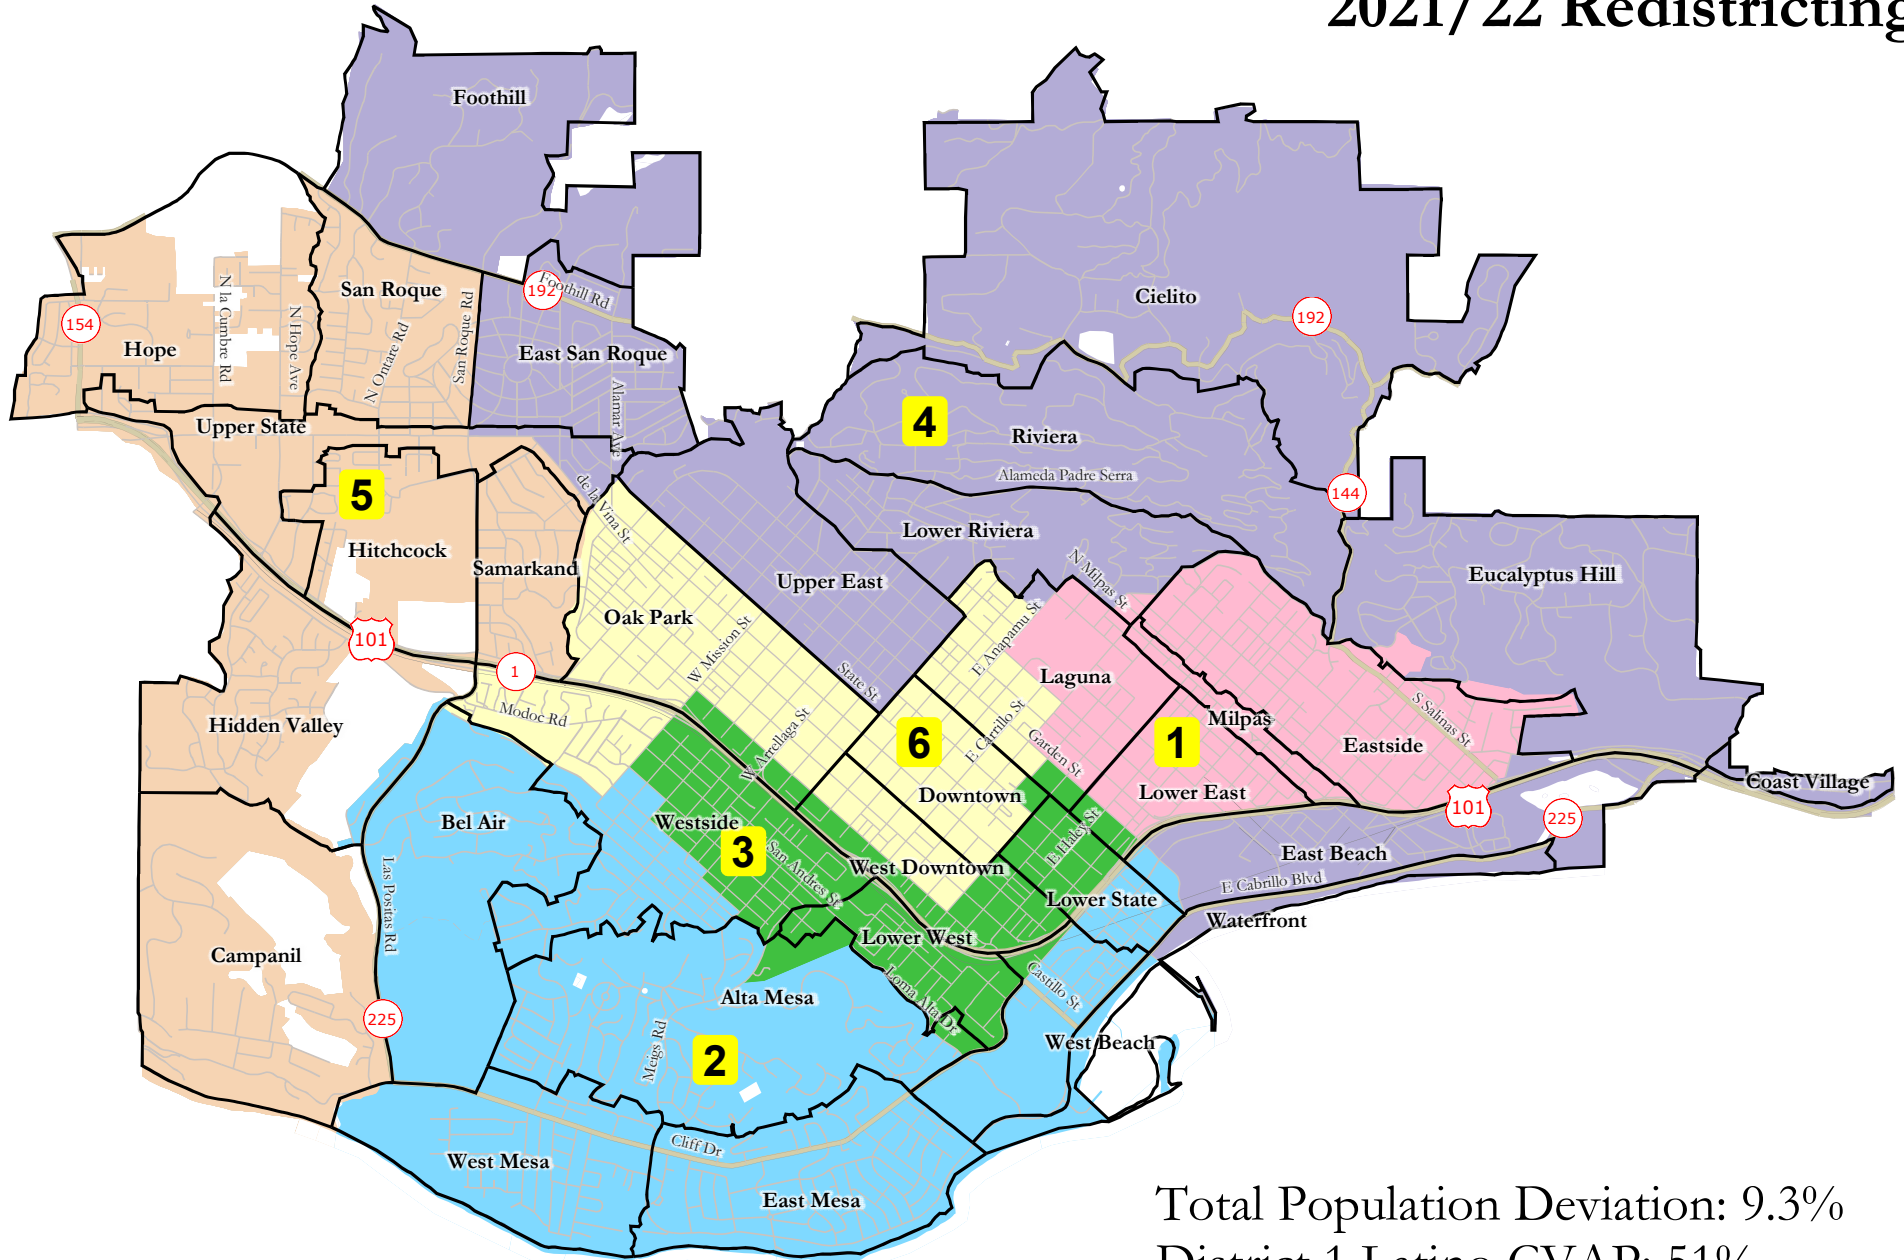 2021/22 Redistricting
Foothill
192
Foothill Rd
San Roque
N la Cumbre Rd
N Hope Ave
N Ontare Rd
San Roque Rd
154
Hope
East San Roque
Alamar Ave
Cielito
192
Upper State
4
Riviera
Alameda Padre Serra
5
144
de la Vina St
Hitchcock
Samarkand
Lower Riviera
N Milpas St
Upper East
Eucalyptus Hill
Oak Park
W Mission St
E Anapamu St
101
1
State St
Laguna
Modoc Rd
Hidden Valley
W Arrellaga St
6
E Carrillo St
Garden St
1
Milpas
S Salinas St
Eastside
Downtown
Lower East
Coast Village
101
225
Bel Air
Westside
3
San Andres St
West Downtown
E Haley St
East Beach
E Cabrillo Blvd
Las Positas Rd
Lower State
Waterfront
Lower West
Campanil
Castillo St
Loma Alta Dr
Alta Mesa
225
Meigs Rd
2
West Beach
Cliff Dr
West Mesa
East Mesa
Total Population Deviation: 9.3%
District 1 Latino CVAP: 51%